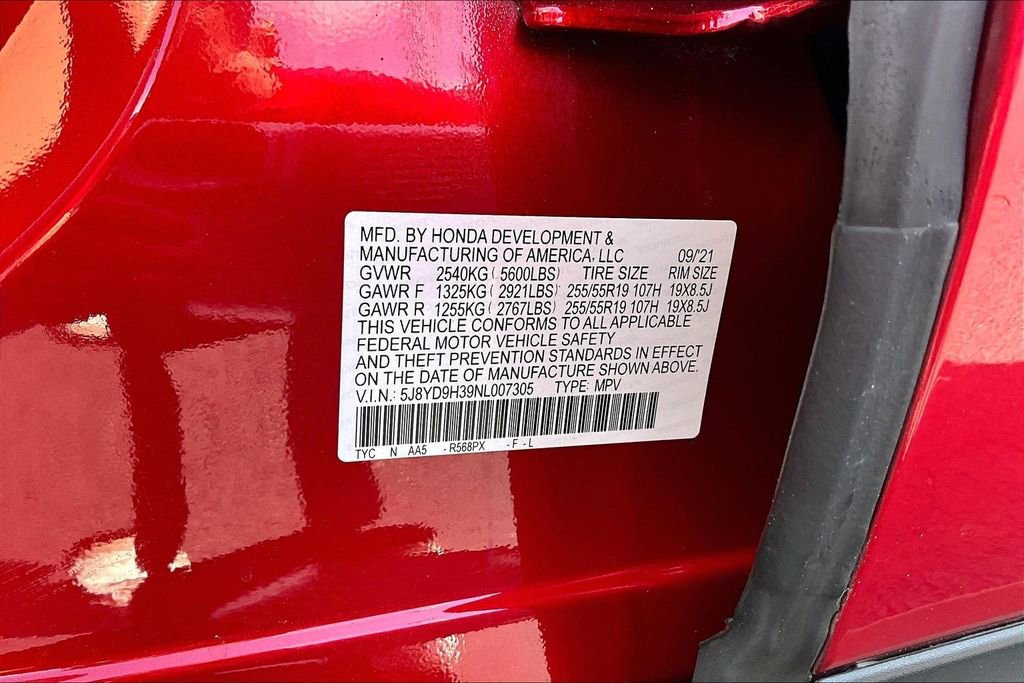 MFD. BY HONDA DEVELOPMENT &
MANUFACTURING OF AMERICA, LLC 09/'21
GVWR 2540KG ( 5600LBS) TIRE SIZE RIM SIZE
GAWR F 1325KG ( 2921LBS) 255/55R19 107H 19X8.5J
GAWR R 1255KG ( 2767LBS) 255/55R19 107H 19X8.5J
THIS VEHICLE CONFORMS TO ALL APPLICABLE
FEDERAL MOTOR VEHICLE SAFETY
AND THEFT PREVENTION STANDARDS IN EFFECT
ON THE DATE OF MANUFACTURE SHOWN ABOVE.
V.I.N.: 5J8YD9H39NL007305 TYPE: MPV
TYC N AA5 -R568PX -F-L